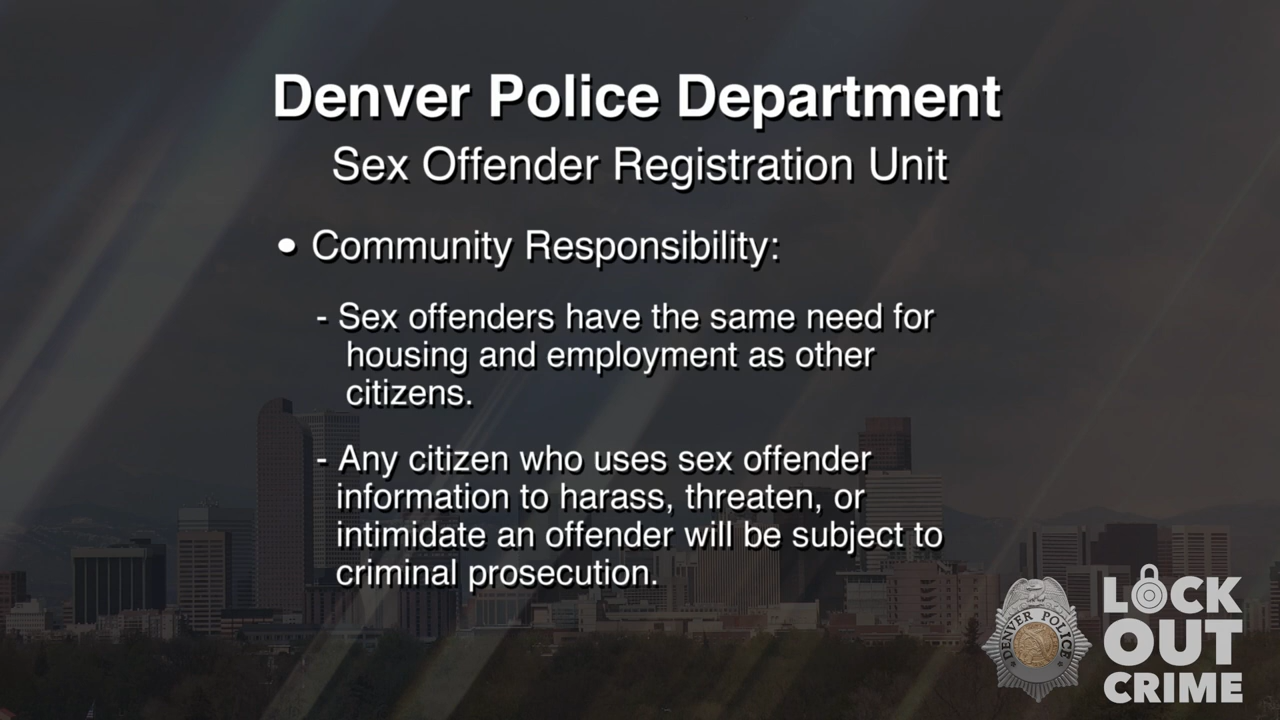 Denver Police Department
Sex Offender Registration Unit
• Community Responsibility:
- Sex offenders have the same need for
housing and employment as other
citizens.
- Any citizen who uses sex offender
information to harass, threaten, or
intimidate an offender will be subject to
criminal prosecution.
DENVER POLICE
LOCK
OUT
CRIME